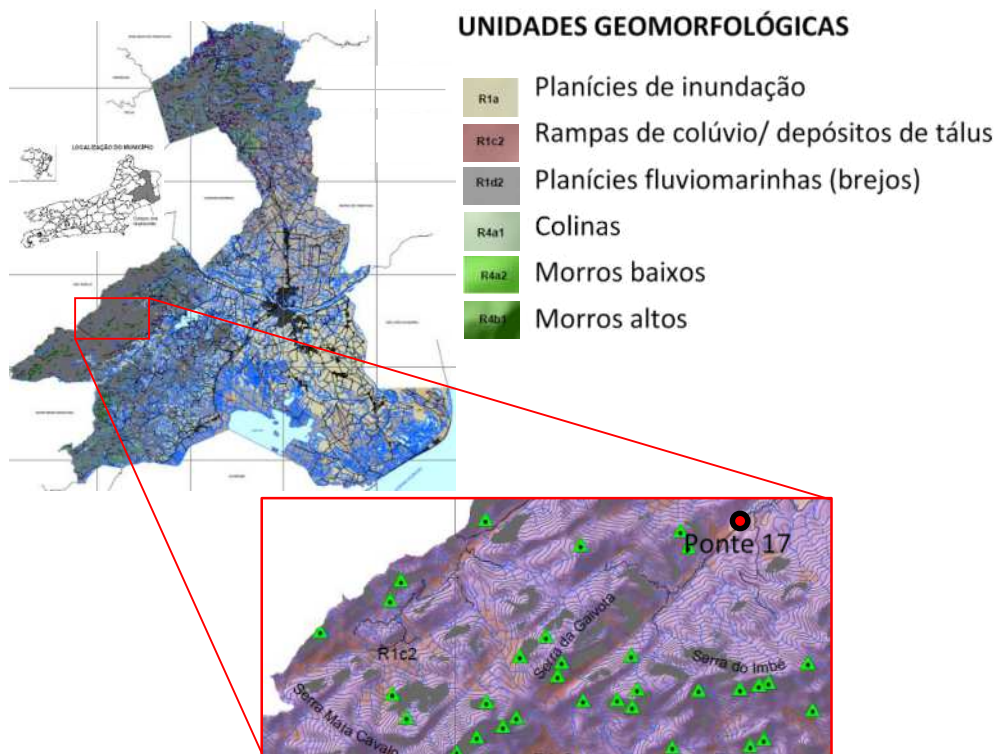 UNIDADES GEOMORFOLÓGICAS
R1a Planícies de inundação
R1c2 Rampas de colúvio/ depósitos de tálus
R1d2 Planícies fluviomarinhas (brejos)
R4a1 Colinas
R4a2 Morros baixos
R4b1 Morros altos
LOCALIZAÇÃO DO MUNICÍPIO
Ponte 17
Serra da Gaivota
R1c2
Serra do Imbé
Serra Mata Cavalo